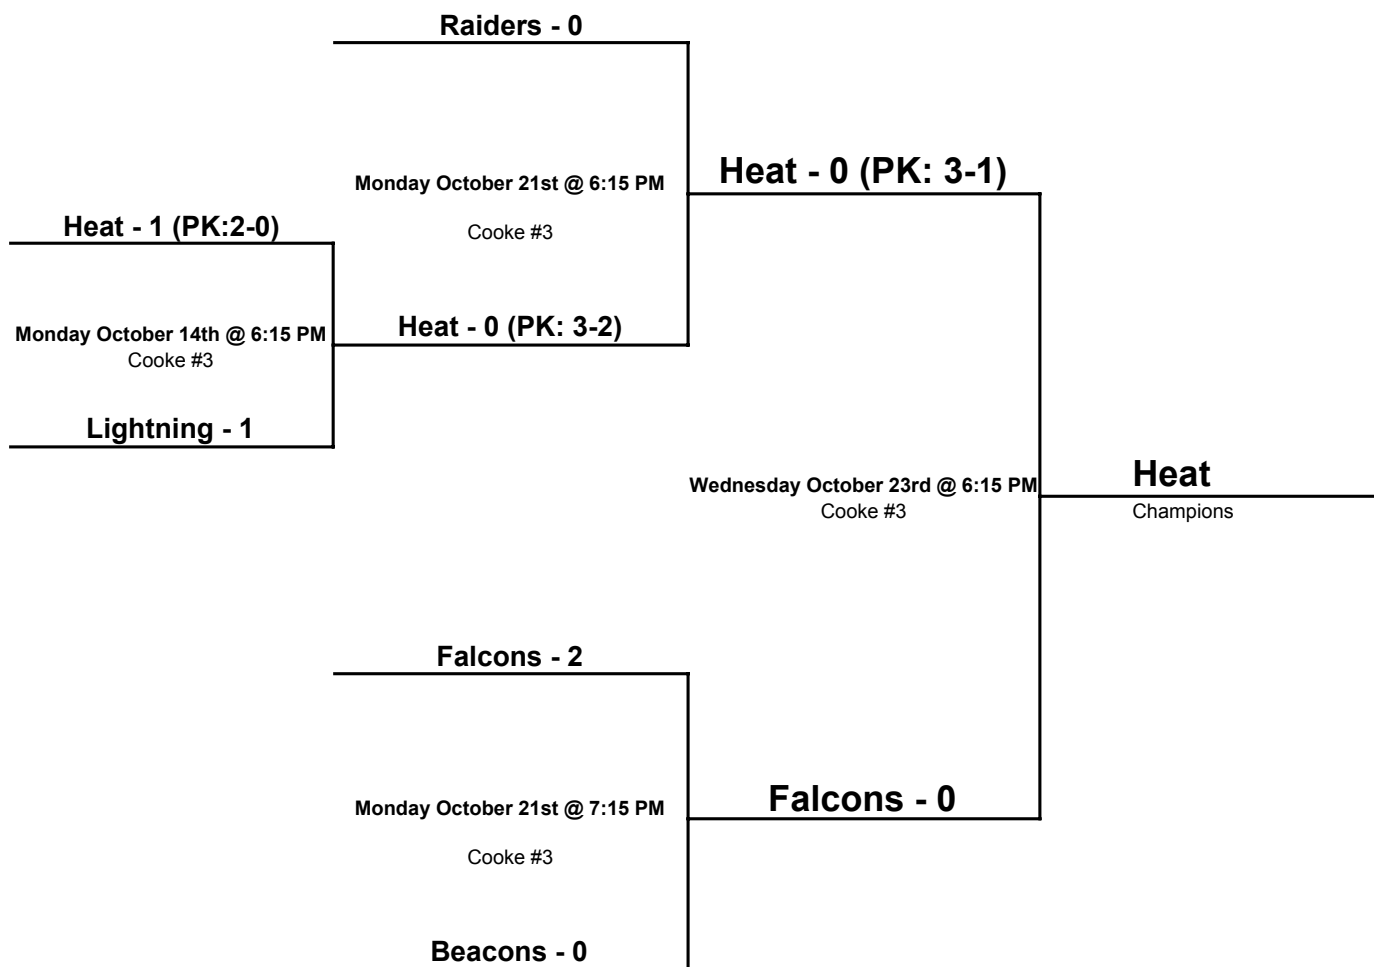 Raiders - 0
Monday October 21st @ 6:15 PM
Heat - 0 (PK: 3-1)
Heat - 1 (PK:2-0)
Cooke #3
Monday October 14th @ 6:15 PM
Heat - 0 (PK: 3-2)
Cooke #3
Lightning - 1
Wednesday October 23rd @ 6:15 PM
Cooke #3
Heat
Champions
Falcons - 2
Monday October 21st @ 7:15 PM
Falcons - 0
Cooke #3
Beacons - 0